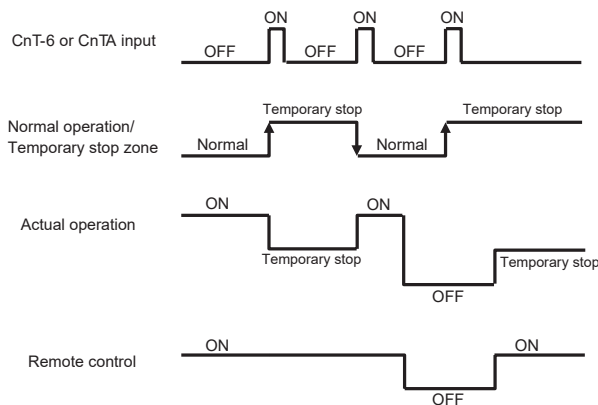 ON ON ON
CnT-6 or CnTA input
OFF OFF OFF
Temporary stop Temporary stop
Normal operation/
Temporary stop zone
Normal Normal
ON ON
Actual operation
Temporary stop Temporary stop
OFF
ON ON
Remote control
OFF